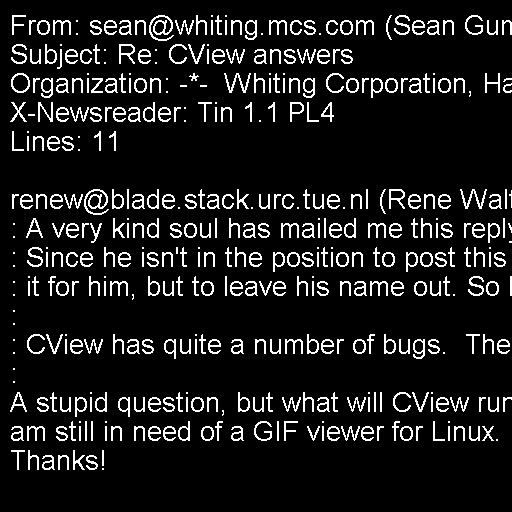 From: sean@whiting.mcs.com (Sean Gum
Subject: Re: CView answers
Organization: -*-  Whiting Corporation, Ha
X-Newsreader: Tin 1.1 PL4
Lines: 11

renew@blade.stack.urc.tue.nl (Rene Walt
: A very kind soul has mailed me this reply
: Since he isn't in the position to post this
: it for him, but to leave his name out. So
:
: CView has quite a number of bugs.  The
:
A stupid question, but what will CView run
am still in need of a GIF viewer for Linux.
Thanks!